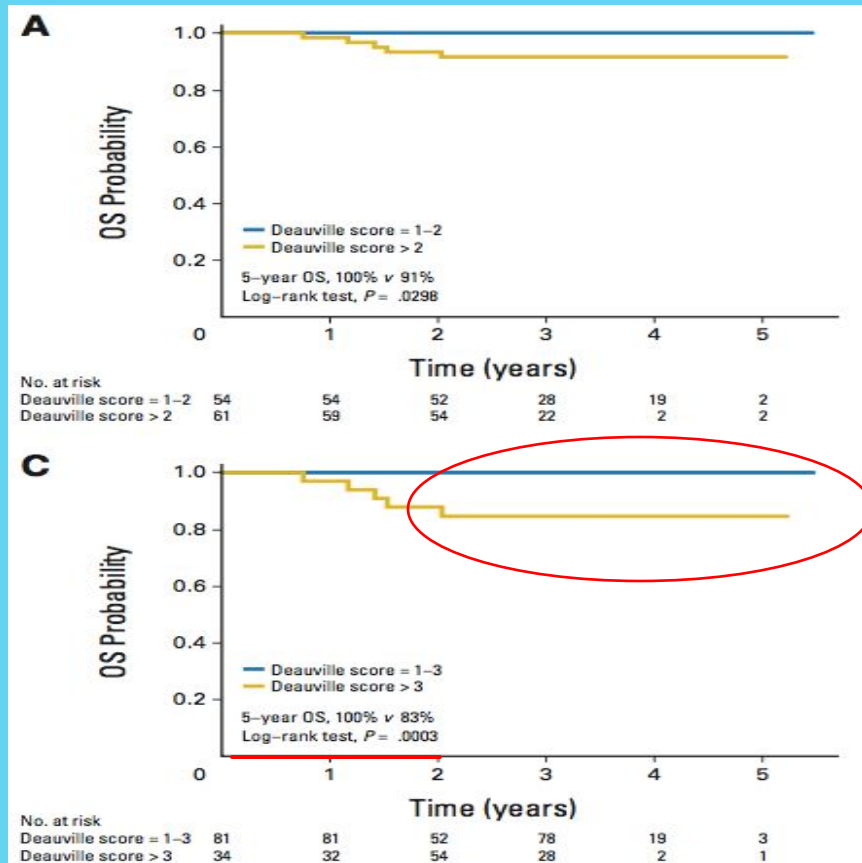 A
OS Probability
1.0
0.8
0.6
0.4
0.2
0
Deauville score = 1–2
Deauville score > 2
5–year OS, 100% v 91%
Log–rank test, P = .0298
1 2 3 4 5
Time (years)
No. at risk
Deauville score = 1–2 54 54 52 28 19 2
Deauville score > 2 61 59 54 22 2 2
C
OS Probability
1.0
0.8
0.6
0.4
0.2
0
Deauville score = 1–3
Deauville score > 3
5–year OS, 100% v 83%
Log–rank test, P = .0003
1 2 3 4 5
Time (years)
No. at risk
Deauville score = 1–3 81 81 52 78 19 3
Deauville score > 3 34 32 54 28 2 1